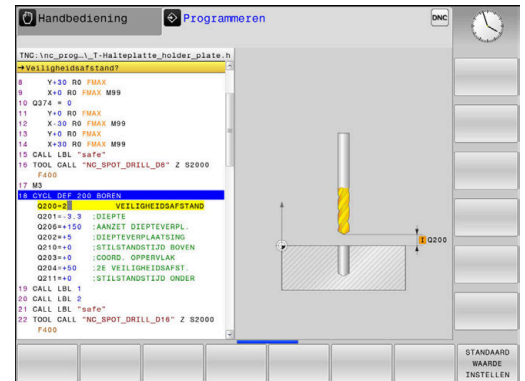 Handbediening
Programmeren
DNC
TNC:\nc_prog…\_T-Halteplatte_holder_plate.h
→Veiligheidsafstand?
8 Y+30 R0 FMAX
9 X+0 R0 FMAX M99
10 Q374 = 0
11 Y+0 R0 FMAX
12 X-30 R0 FMAX M99
13 Y+0 R0 FMAX
14 X+30 R0 FMAX M99
15 CALL LBL "safe"
16 TOOL CALL "NC_SPOT_DRILL_D8" Z S2000
F400
17 M3
18 CYCL DEF 200 BOREN
Q200=2 VEILIGHEIDSAFSTAND
Q201=-3.3 ;DIEPTE
Q206=+150 ;AANZET DIEPTEVERPL.
Q202=+5 ;DIEPTEVERPLAATSING
Q210=+0 ;STILSTANDSTIJD BOVEN
Q203=+0 ;COORD. OPPERVLAK
Q204=+50 ;2E VEILIGHEIDSAFST.
Q211=+0 ;STILSTANDSTIJD ONDER
19 CALL LBL 1
20 CALL LBL 2
21 CALL LBL "safe"
22 TOOL CALL "NC_SPOT_DRILL_D16" Z S2000
F400
I Q200
STANDAARD
WAARDE
INSTELLEN